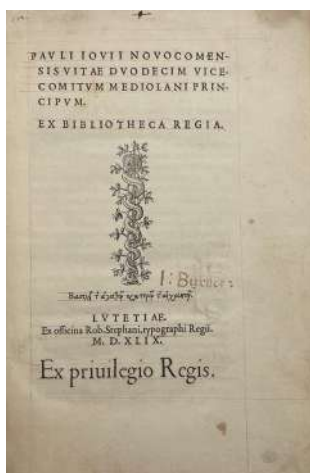 PAVLI IOVII NOVOCOMEN-
SIS VITAE DVODECIM VICE-
COMITVM MEDIOLANI PRIN-
CIPVM.
EX BIBLIOTHECA REGIA.
LVTETIAE.
Ex officina Rob. Stephani, typographi Regii.
M. D. XLIX.
Ex priuilegio Regis.